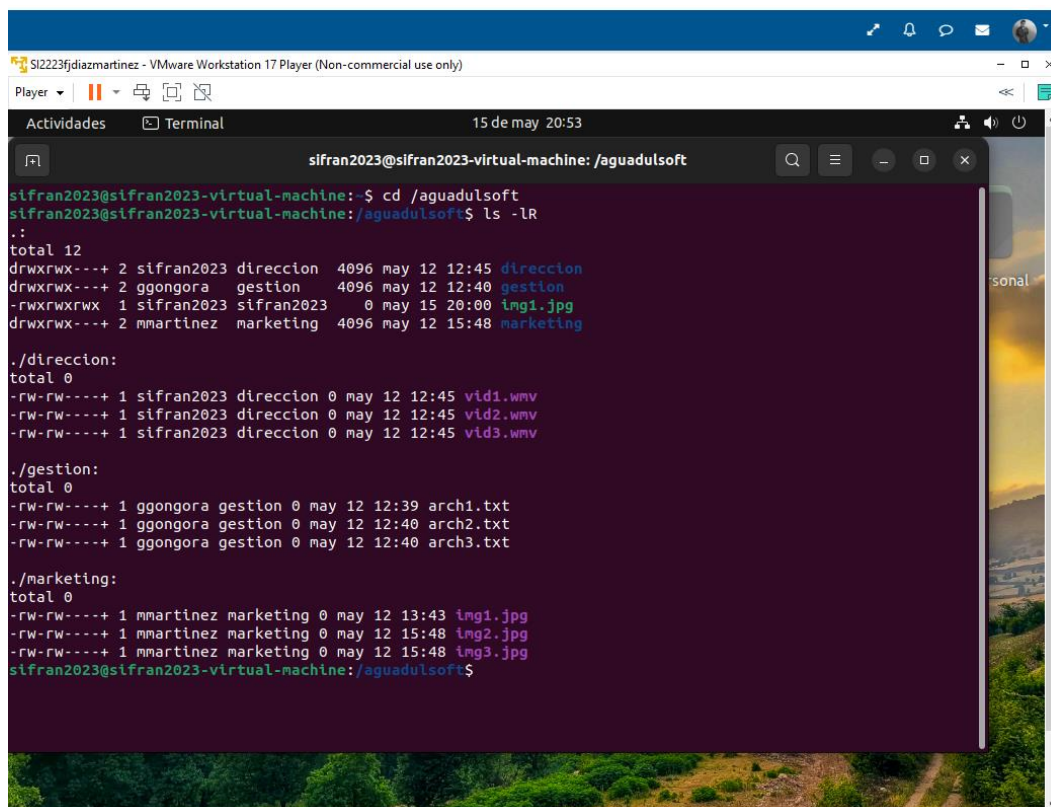 SI2223fjdiazmartinez - VMware Workstation 17 Player (Non-commercial use only)
Player
Actividades Terminal 15 de may 20:53
sifran2023@sifran2023-virtual-machine: /aguadulsoft
sifran2023@sifran2023-virtual-machine:~$ cd /aguadulsoft
sifran2023@sifran2023-virtual-machine:/aguadulsoft$ ls -lR
.:
total 12
drwxrwx---+ 2 sifran2023 direccion  4096 may 12 12:45 direccion
drwxrwx---+ 2 ggongora   gestion    4096 may 12 12:40 gestion
-rwxrwxrwx  1 sifran2023 sifran2023    0 may 15 20:00 img1.jpg
drwxrwx---+ 2 mmartinez  marketing  4096 may 12 15:48 marketing
./direccion:
total 0
-rw-rw----+ 1 sifran2023 direccion 0 may 12 12:45 vid1.wmv
-rw-rw----+ 1 sifran2023 direccion 0 may 12 12:45 vid2.wmv
-rw-rw----+ 1 sifran2023 direccion 0 may 12 12:45 vid3.wmv
./gestion:
total 0
-rw-rw----+ 1 ggongora gestion 0 may 12 12:39 arch1.txt
-rw-rw----+ 1 ggongora gestion 0 may 12 12:40 arch2.txt
-rw-rw----+ 1 ggongora gestion 0 may 12 12:40 arch3.txt
./marketing:
total 0
-rw-rw----+ 1 mmartinez marketing 0 may 12 13:43 img1.jpg
-rw-rw----+ 1 mmartinez marketing 0 may 12 15:48 img2.jpg
-rw-rw----+ 1 mmartinez marketing 0 may 12 15:48 img3.jpg
sifran2023@sifran2023-virtual-machine:/aguadulsoft$
sonal